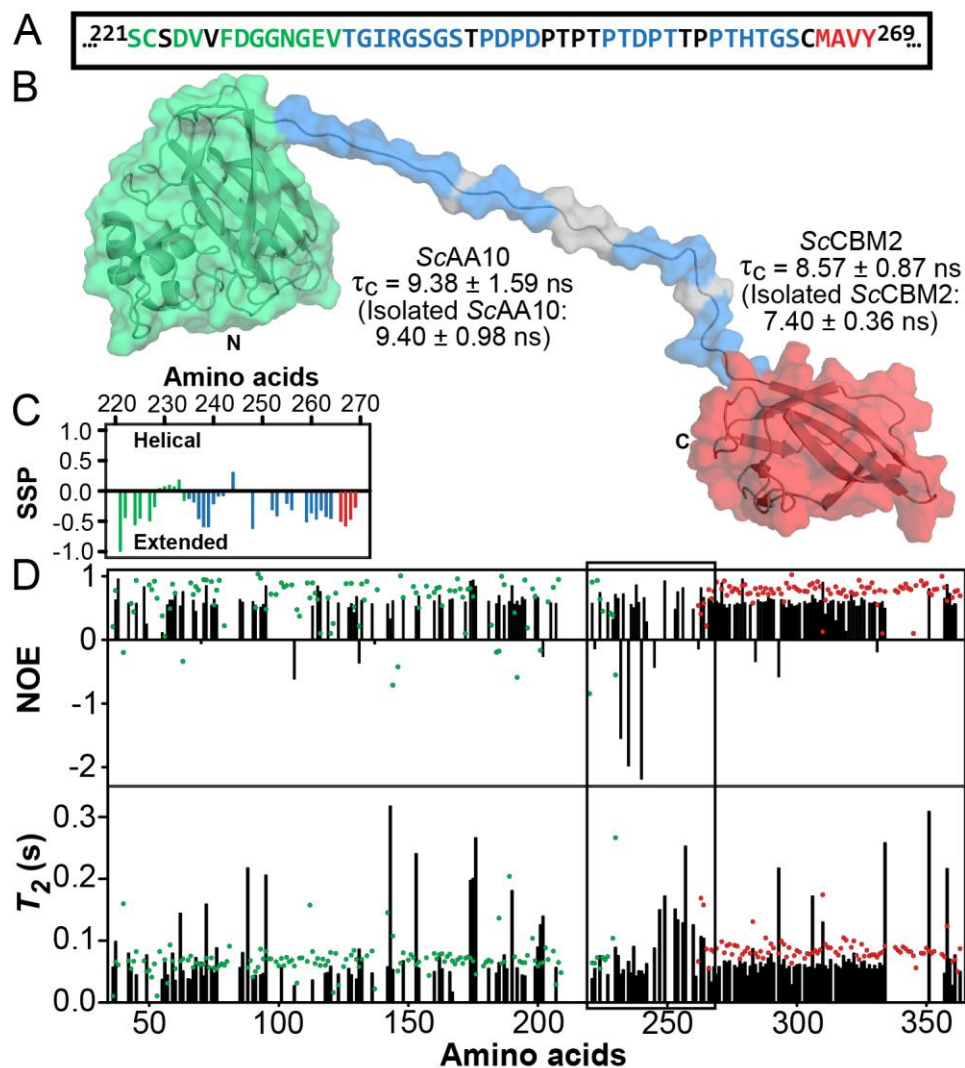 A
...221SCSDVVFDGGNGEVTGIRGSGSTPDPDPTPTPTDPTTPPTHTGSCMAVY269...
B
ScAA10
τC = 9.38 ± 1.59 ns
(Isolated ScAA10:
9.40 ± 0.98 ns)
ScCBM2
τC = 8.57 ± 0.87 ns
(Isolated ScCBM2:
7.40 ± 0.36 ns)
N
C
C
Amino acids
220 230 240 250 260 270
SSP
1.0
0.5
0.0
-0.5
-1.0
Helical
Extended
D
NOE
1
0
-1
-2
T2 (s)
0.3
0.2
0.1
0.0
50 100 150 200 250 300 350
Amino acids